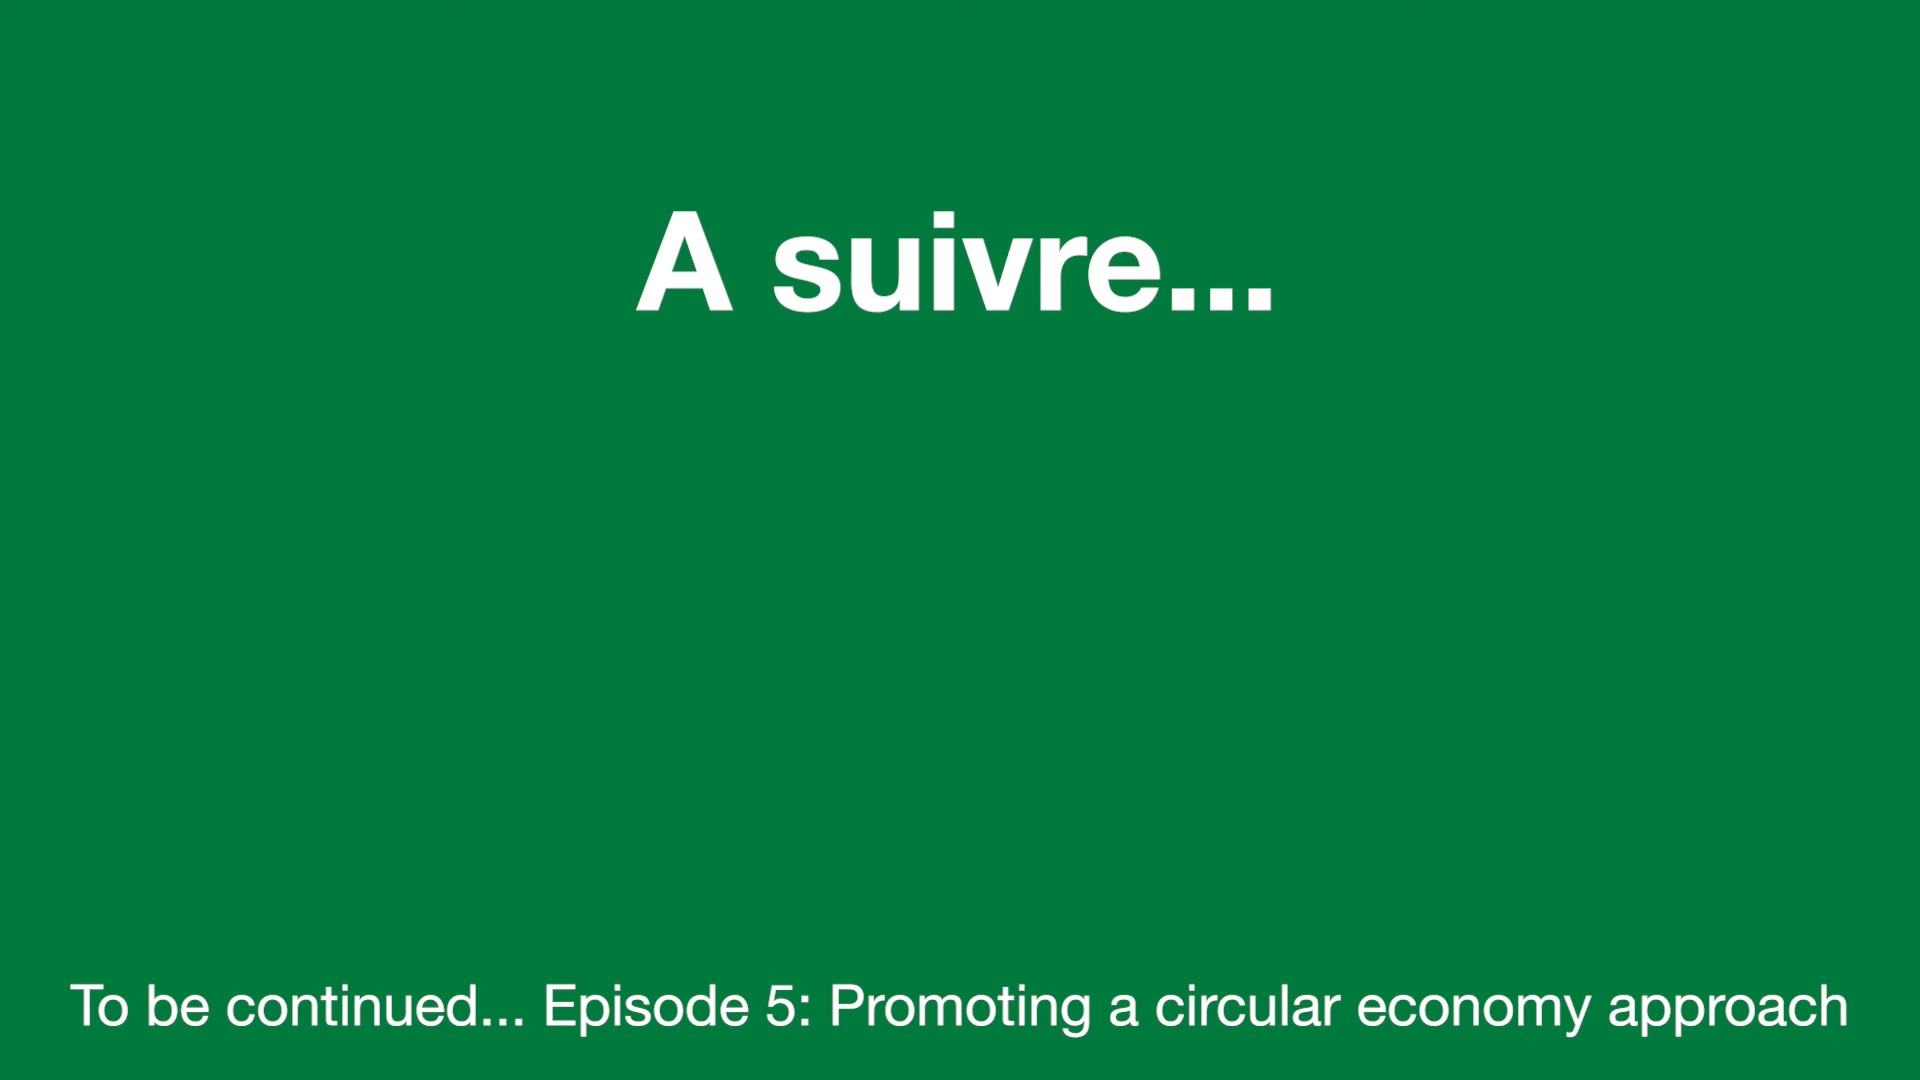 A suivre...
To be continued... Episode 5: Promoting a circular economy approach